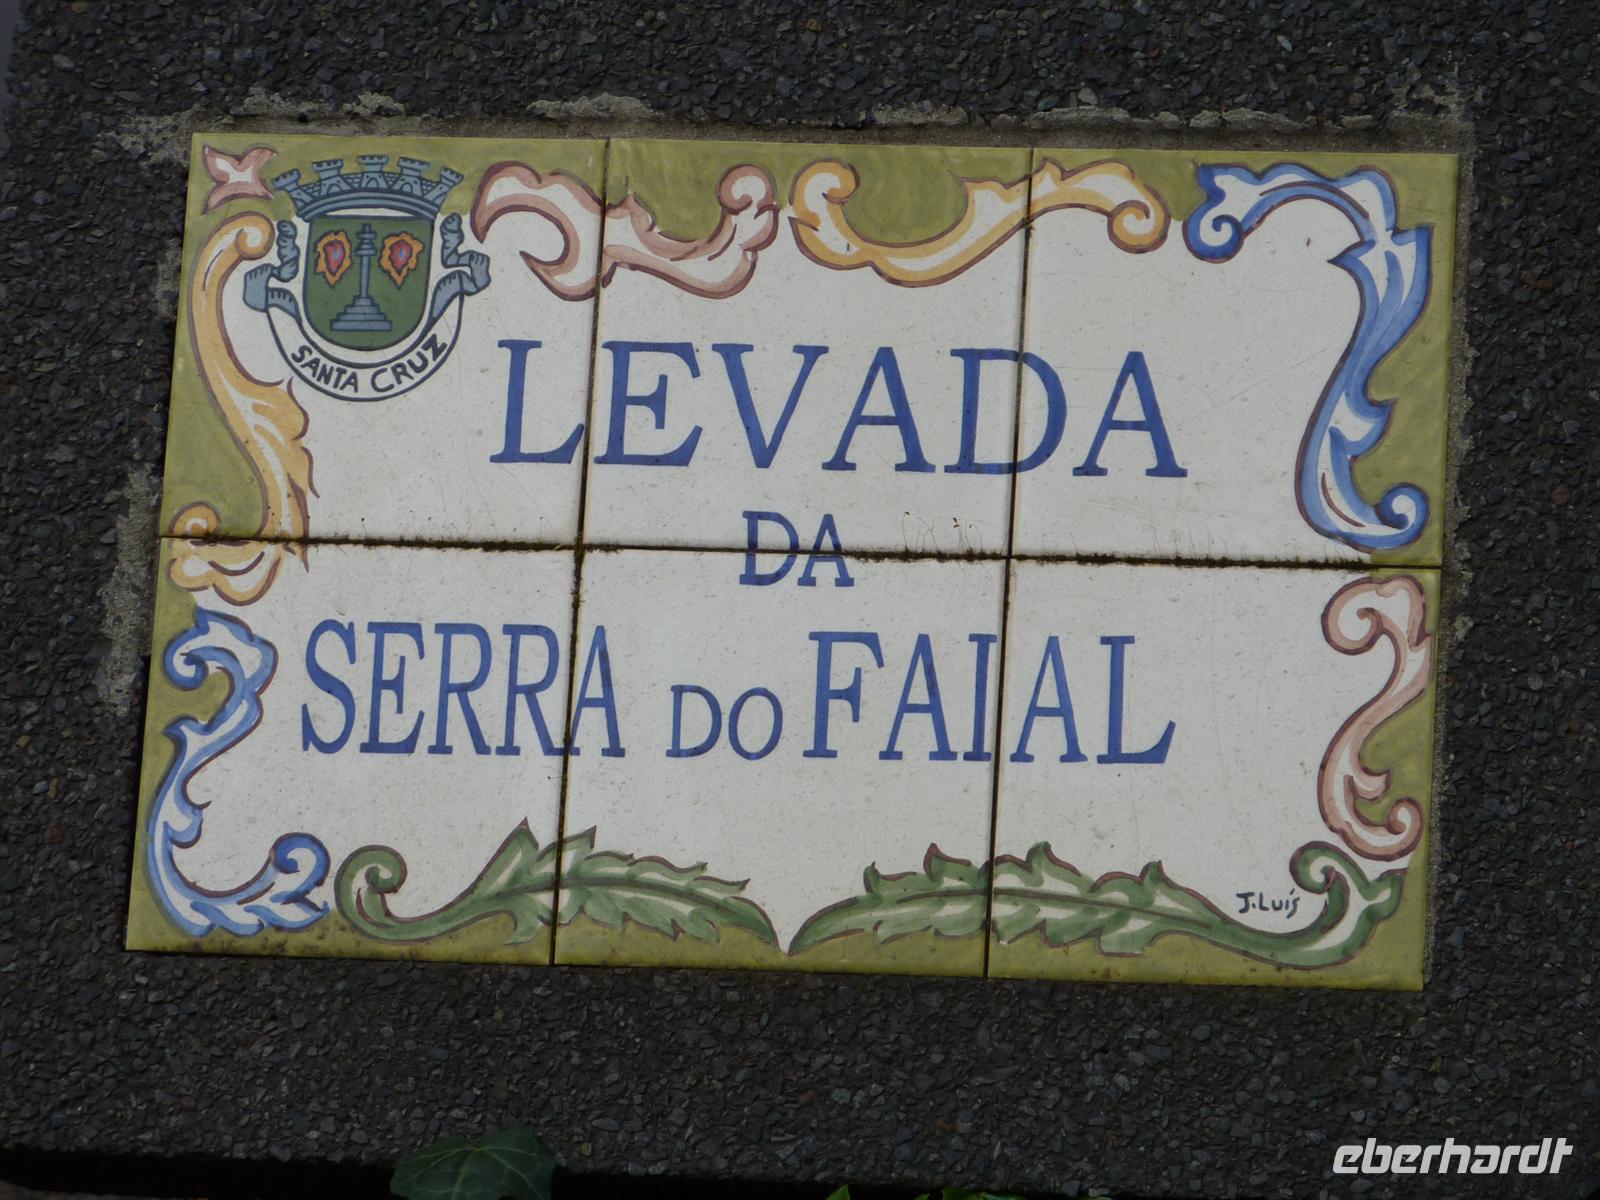 SANTA CRUZ
LEVADA
DA
SERRA DO FAIAL
J. Luís
eberhardt